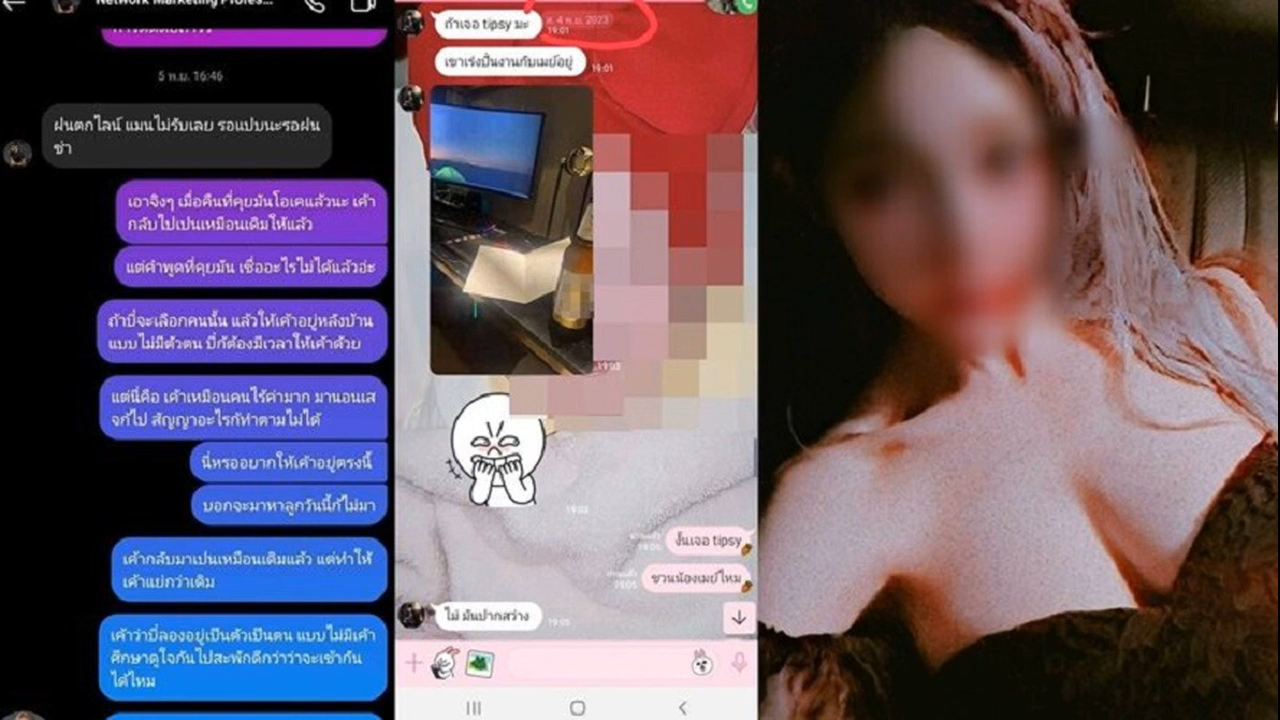 Network Marketing Profes...
5 พ.ย. 16:46
ฝนตกไลน์ แมนไม่รับเลย รอแปบนะรอฝน
ซ่า
เอาจิงๆ เมื่อคืนที่คุยมันโอเคแล้วนะ เค้า
กลับไปเปนเหมือนเดิมให้แล้ว
แต่คำพูดที่คุยมัน เชื่ออะไรไม่ได้แล้วอ่ะ
ถ้าบี่จะเลือกคนนั้น แล้วให้เค้าอยู่หลังบ้าน
แบบ ไม่มีตัวตน บี่ก้ต้องมีเวลาให้เค้าด้วย
แต่นี่คือ เค้าเหมือนคนไร้ค่ามาก มานอนเส
จก้ไป สัญญาอะไรก้ทำตามไม่ได้
นี่หรออยากให้เค้าอยู่ตรงนี้
บอกจะมาหาลูกวันนี้ก้ไม่มา
เค้ากลับมาเปนเหมือนเดิมแล้ว แต่ทำให้
เค้าแย่กว่าเดิม
เค้าว่าบี่ลองอยู่เป็นตัวเป็นตน แบบไม่มีเค้า
ศึกษาดูใจกันไปสะพักดีกว่าว่าจะเข้ากัน
ได้ไหม
ถ้าเจอ tipsy มะ
ส. 4 พ.ย. 2023
19:01
เขาเร่งปั่นงานกับเมย์อยู่
19:01
19:03
19:03
19:05
งั้นเจอ tipsy
19:05
ชวนน้องเมย์ไหม
ไม่ มันปากสว่าง
19:05